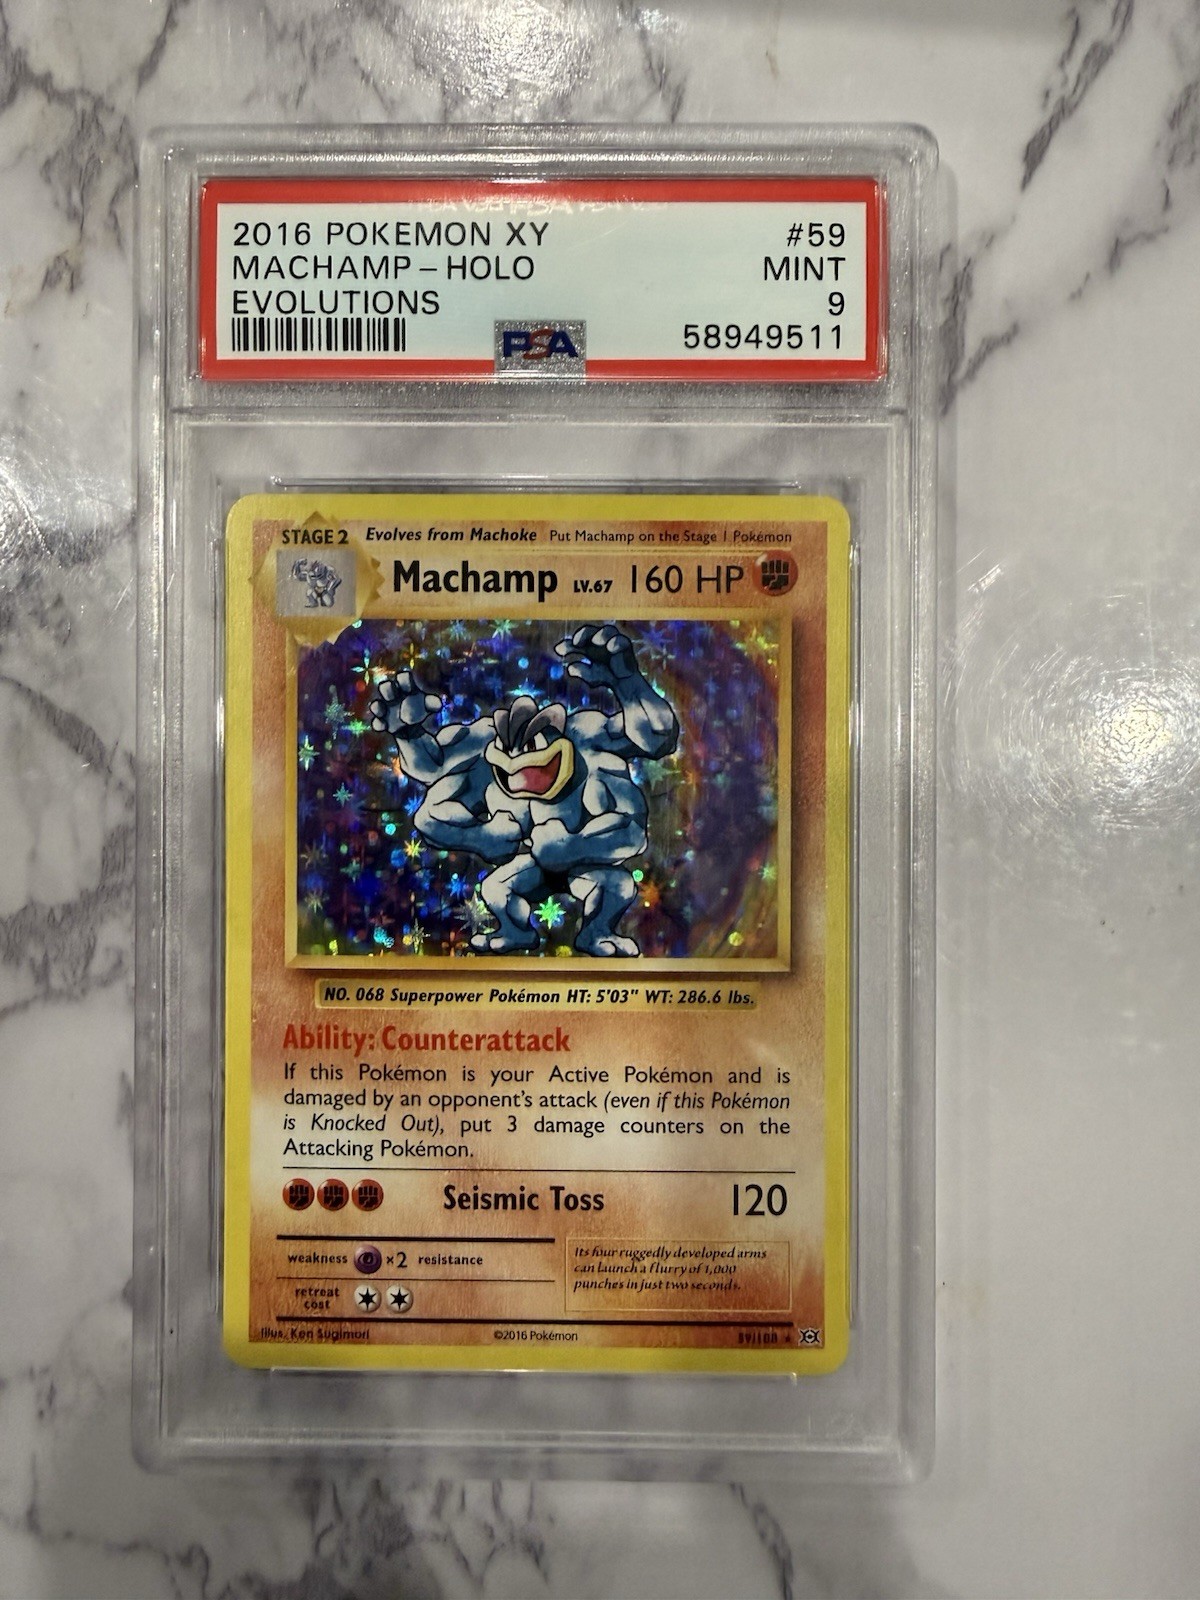 2016 POKEMON XY #59
MACHAMP – HOLO MINT
EVOLUTIONS 9
PSA 58949511
STAGE 2 Evolves from Machoke Put Machamp on the Stage 1 Pokémon
Machamp LV.67 160 HP
NO. 068 Superpower Pokémon HT: 5'03" WT: 286.6 lbs.
Ability: Counterattack
If this Pokémon is your Active Pokémon and is
damaged by an opponent's attack (even if this Pokémon
is Knocked Out), put 3 damage counters on the
Attacking Pokémon.
Seismic Toss 120
weakness ×2 resistance
retreat
cost
Its four ruggedly developed arms
can launch a flurry of 1,000
punches in just two seconds.
Illus. Ken Sugimori ©2016 Pokémon 59/108 ★